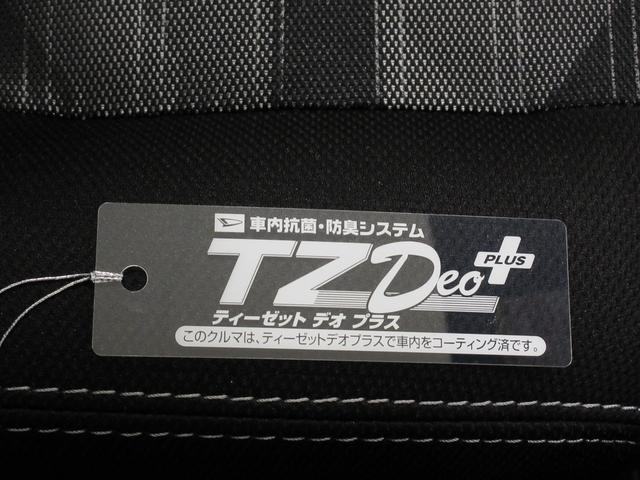 車内抗菌・防臭システム
TZDeo PLUS
ティーゼット デオ プラス
このクルマは、ティーゼットデオプラスで車内をコーティング済です。